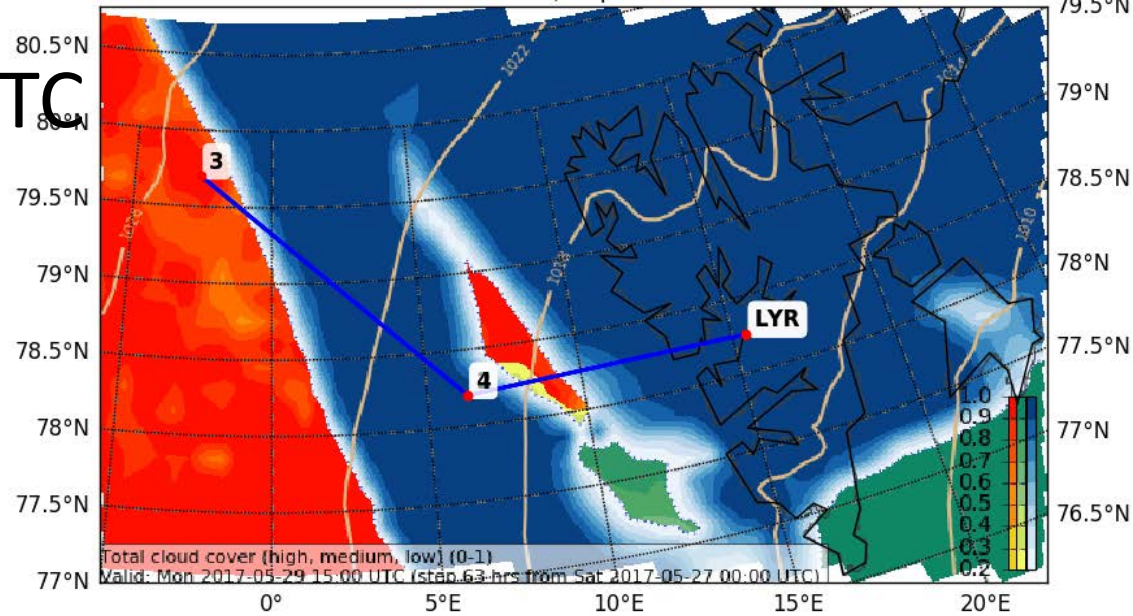 79.5°N
80.5°N
TC
1022
1014
79°N
80°N
3
78.5°N
79.5°N
1010
78°N
79°N
1018
LYR
77.5°N
78.5°N
4
1.0
0.9
0.8
77°N
78°N
0.7
0.6
0.5
76.5°N
77.5°N
0.4
0.3
0.2
Total cloud cover (high, medium, low) (0-1)
Valid: Mon 2017-05-29 15:00 UTC (step 63 hrs from Sat 2017-05-27 00:00 UTC)
77°N
0°
5°E
10°E
15°E
20°E